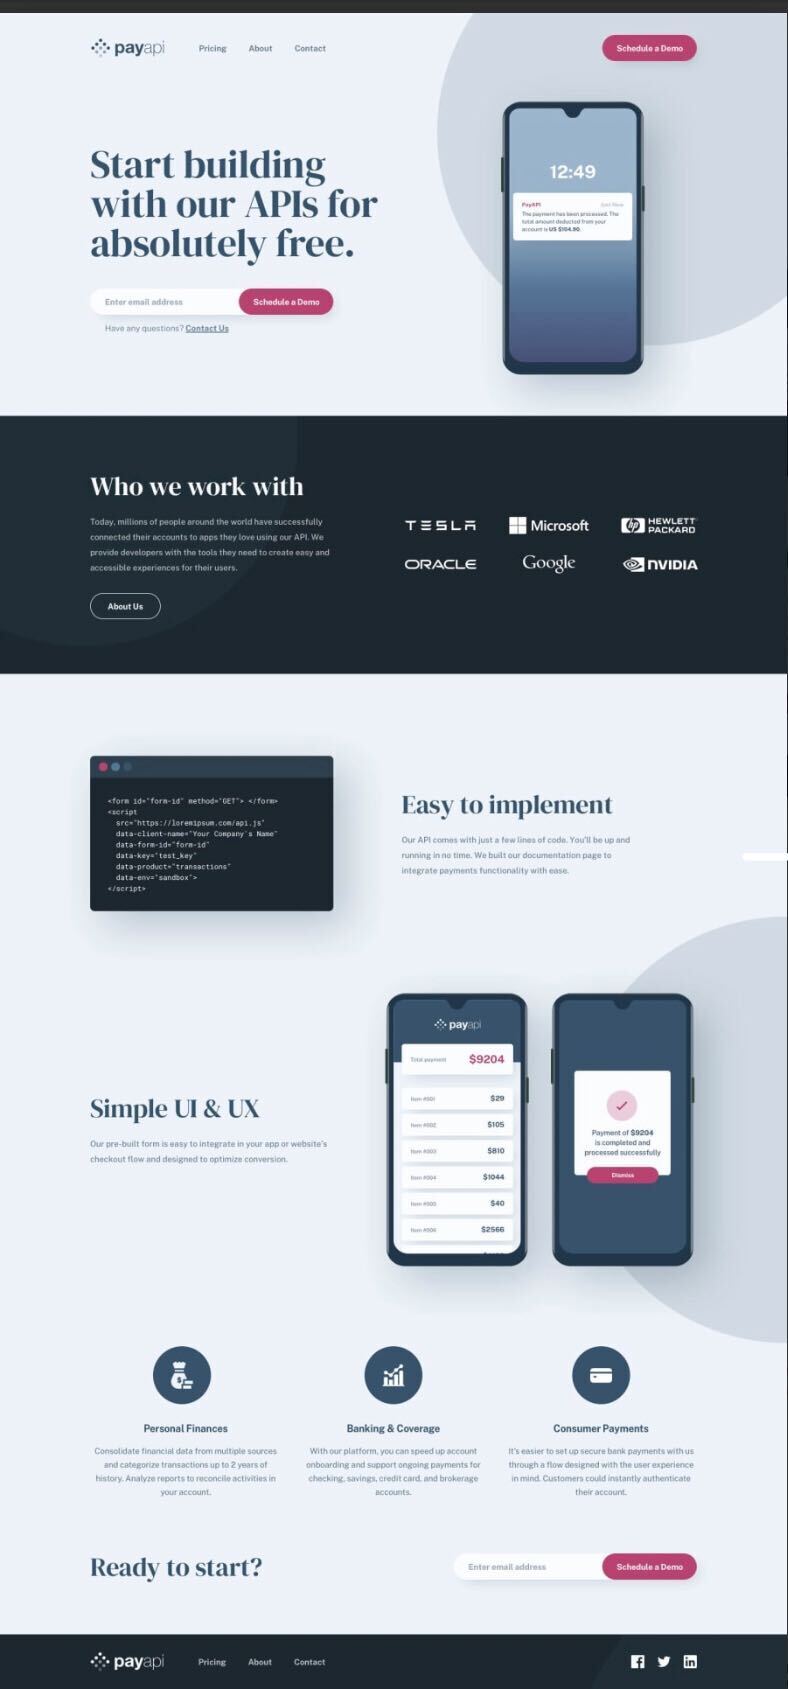 payapi Pricing About Contact Schedule a Demo
Start building
with our APIs for
absolutely free.
Enter email address Schedule a Demo
Have any questions? Contact Us
12:49
PayAPI Just Now
The payment has been processed. The
total amount deducted from your
account is US $104.90.
Who we work with
Today, millions of people around the world have successfully
connected their accounts to apps they love using our API. We
provide developers with the tools they need to create easy and
accessible experiences for their users.
About Us
TESLA Microsoft hp HEWLETT PACKARD
ORACLE Google NVIDIA
<form id="form-id" method="GET"> </form>
<script
src="https://loremipsum.com/api.js"
data-client-name="Your Company`s Name"
data-form-id="form-id"
data-key="test_key"
data-product="transactions"
data-env="sandbox">
</script>
Easy to implement
Our API comes with just a few lines of code. You'll be up and
running in no time. We built our documentation page to
integrate payments functionality with ease.
Simple UI & UX
Our pre-built form is easy to integrate in your app or website's
checkout flow and designed to optimize conversion.
payapi
Total payment $9204
Item #001 $29
Item #002 $105
Item #003 $810
Item #004 $1044
Item #005 $40
Item #006 $2566
Payment of $9204
is completed and
processed successfully
Dismiss
Personal Finances
Consolidate financial data from multiple sources
and categorize transactions up to 2 years of
history. Analyze reports to reconcile activities in
your account.
Banking & Coverage
With our platform, you can speed up account
onboarding and support ongoing payments for
checking, savings, credit card, and brokerage
accounts.
Consumer Payments
It's easier to set up secure bank payments with us
through a flow designed with the user experience
in mind. Customers could instantly authenticate
their account.
Ready to start?
Enter email address Schedule a Demo
payapi Pricing About Contact